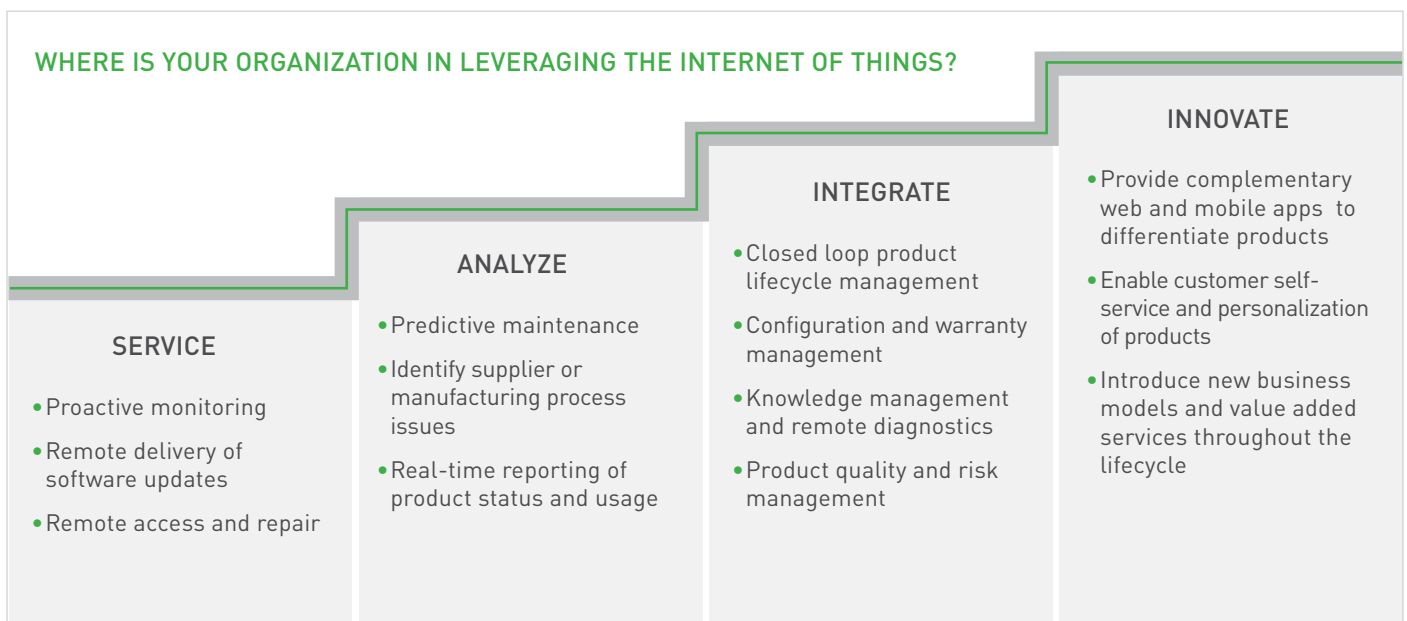 WHERE IS YOUR ORGANIZATION IN LEVERAGING THE INTERNET OF THINGS?
SERVICE
•Proactive monitoring
•Remote delivery of
software updates
•Remote access and repair
ANALYZE
•Predictive maintenance
•Identify supplier or
manufacturing process
issues
•Real-time reporting of
product status and usage
INTEGRATE
•Closed loop product
lifecycle management
•Configuration and warranty
management
•Knowledge management
and remote diagnostics
•Product quality and risk
management
INNOVATE
•Provide complementary
web and mobile apps to
differentiate products
•Enable customer self-
service and personalization
of products
•Introduce new business
models and value added
services throughout the
lifecycle